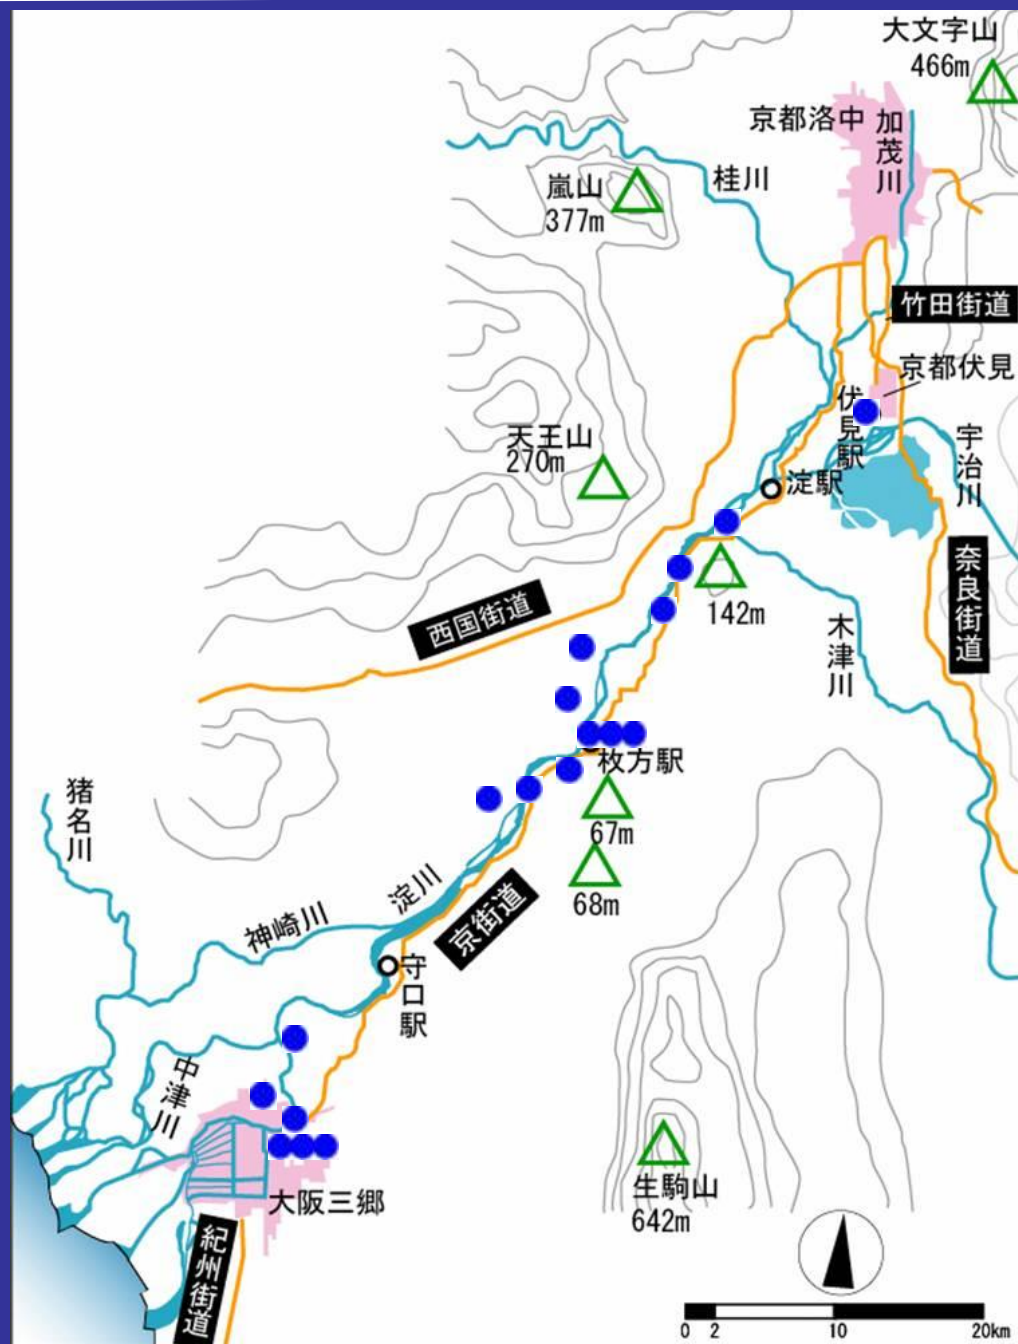 大文字山
466m
京都洛中
加茂川
桂川
嵐山
377m
竹田街道
京都伏見
伏見駅
天王山
270m
淀駅
宇治川
奈良街道
142m
西国街道
木津川
枚方駅
67m
68m
猪名川
淀川
神崎川
京街道
守口駅
中津川
大阪三郷
生駒山
642m
紀州街道
0 2 10 20km